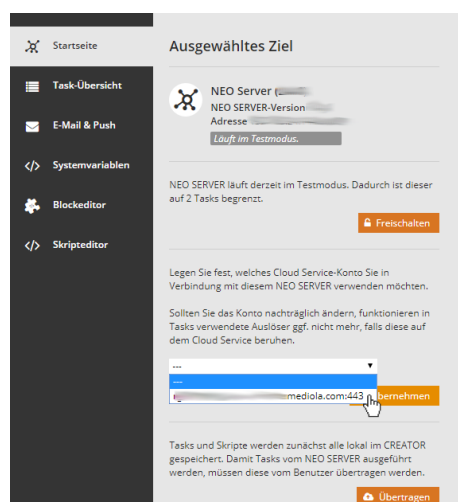 Startseite
Task-Übersicht
E-Mail & Push
Systemvariablen
Blockeditor
Skripteditor
Ausgewähltes Ziel
NEO Server (
NEO SERVER-Version
Adresse
Läuft im Testmodus.
NEO SERVER läuft derzeit im Testmodus. Dadurch ist dieser
auf 2 Tasks begrenzt.
Freischalten
Legen Sie fest, welches Cloud Service-Konto Sie in
Verbindung mit diesem NEO SERVER verwenden möchten.
Sollten Sie das Konto nachträglich ändern, funktionieren in
Tasks verwendete Auslöser ggf. nicht mehr, falls diese auf
dem Cloud Service beruhen.
---
---
mediola.com:443
bernehmen
Tasks und Skripte werden zunächst alle lokal im CREATOR
gespeichert. Damit Tasks vom NEO SERVER ausgeführt
werden, müssen diese vom Benutzer übertragen werden.
Übertragen